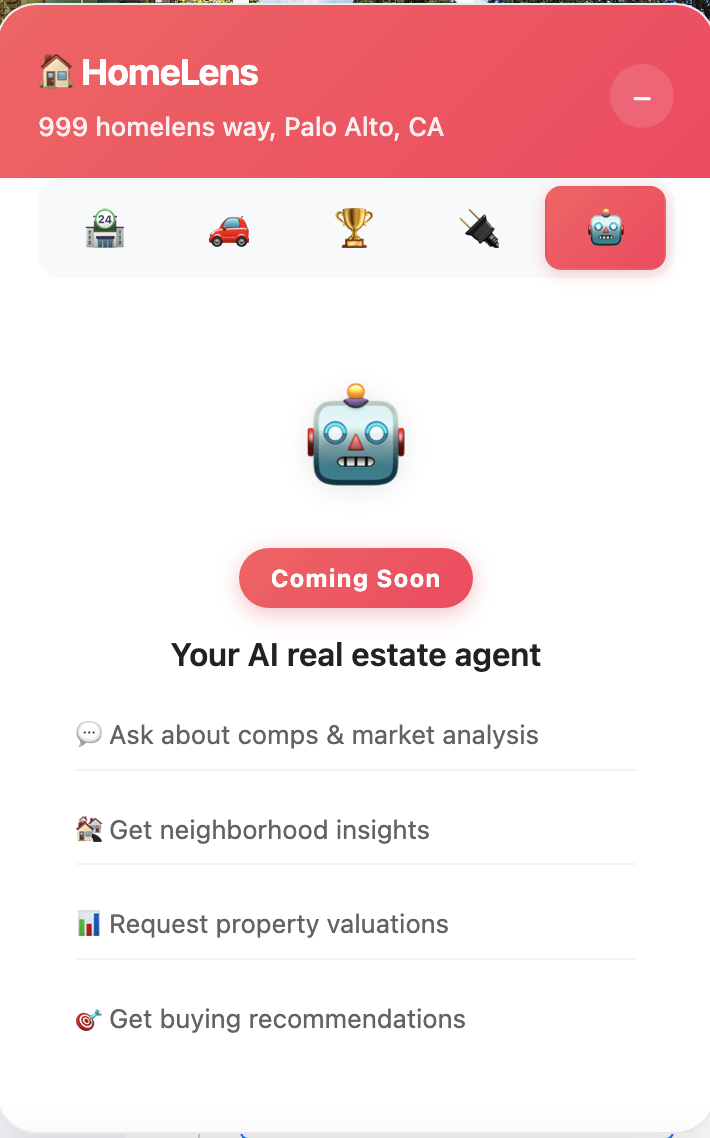 HomeLens
999 homelens way, Palo Alto, CA
24
Coming Soon
Your AI real estate agent
Ask about comps & market analysis
Get neighborhood insights
Request property valuations
Get buying recommendations